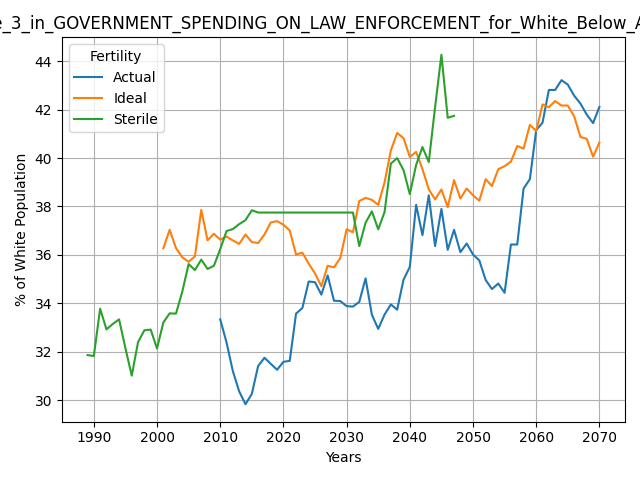 _3_in_GOVERNMENT_SPENDING_ON_LAW_ENFORCEMENT_for_White_Below_A
Fertility
Actual
Ideal
Sterile
% of White Population
44
42
40
38
36
34
32
30
1990
2000
2010
2020
2030
2040
2050
2060
2070
Years